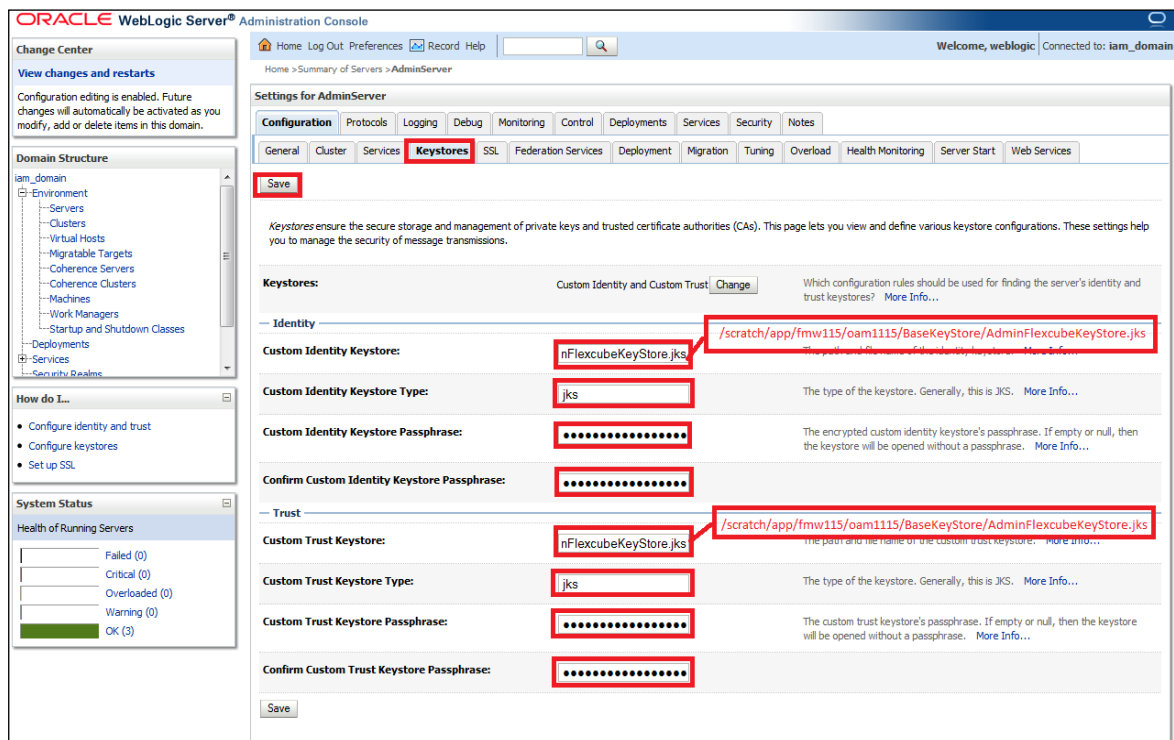 ORACLE WebLogic Server® Administration Console
Change Center
View changes and restarts
Configuration editing is enabled. Future
changes will automatically be activated as you
modify, add or delete items in this domain.
Domain Structure
iam_domain
Environment
Servers
Clusters
Virtual Hosts
Migratable Targets
Coherence Servers
Coherence Clusters
Machines
Work Managers
Startup and Shutdown Classes
Deployments
Services
Security Realms
How do I...
Configure identity and trust
Configure keystores
Set up SSL
System Status
Health of Running Servers
Failed (0)
Critical (0)
Overloaded (0)
Warning (0)
OK (3)
Home Log Out Preferences Record Help
Welcome, weblogic Connected to: iam_domain
Home >Summary of Servers >AdminServer
Settings for AdminServer
Configuration Protocols Logging Debug Monitoring Control Deployments Services Security Notes
General Cluster Services Keystores SSL Federation Services Deployment Migration Tuning Overload Health Monitoring Server Start Web Services
Save
Keystores ensure the secure storage and management of private keys and trusted certificate authorities (CAs). This page lets you view and define various keystore configurations. These settings help
you to manage the security of message transmissions.
Keystores: Custom Identity and Custom Trust Change Which configuration rules should be used for finding the server's identity and
trust keystores? More Info...
Identity
/scratch/app/fmw115/oam1115/BaseKeyStore/AdminFlexcubeKeyStore.jks
Custom Identity Keystore: nFlexcubeKeyStore.jks The path and file name of the identity keystore. More Info...
Custom Identity Keystore Type: jks The type of the keystore. Generally, this is JKS. More Info...
Custom Identity Keystore Passphrase: ●●●●●●●●●●●●●●●●● The encrypted custom identity keystore's passphrase. If empty or null, then
the keystore will be opened without a passphrase. More Info...
Confirm Custom Identity Keystore Passphrase: ●●●●●●●●●●●●●●●●●
Trust
/scratch/app/fmw115/oam1115/BaseKeyStore/AdminFlexcubeKeyStore.jks
Custom Trust Keystore: nFlexcubeKeyStore.jks The path and file name of the custom trust keystore. More Info...
Custom Trust Keystore Type: jks The type of the keystore. Generally, this is JKS. More Info...
Custom Trust Keystore Passphrase: ●●●●●●●●●●●●●●●●● The custom trust keystore's passphrase. If empty or null, then the keystore
will be opened without a passphrase. More Info...
Confirm Custom Trust Keystore Passphrase: ●●●●●●●●●●●●●●●●●
Save